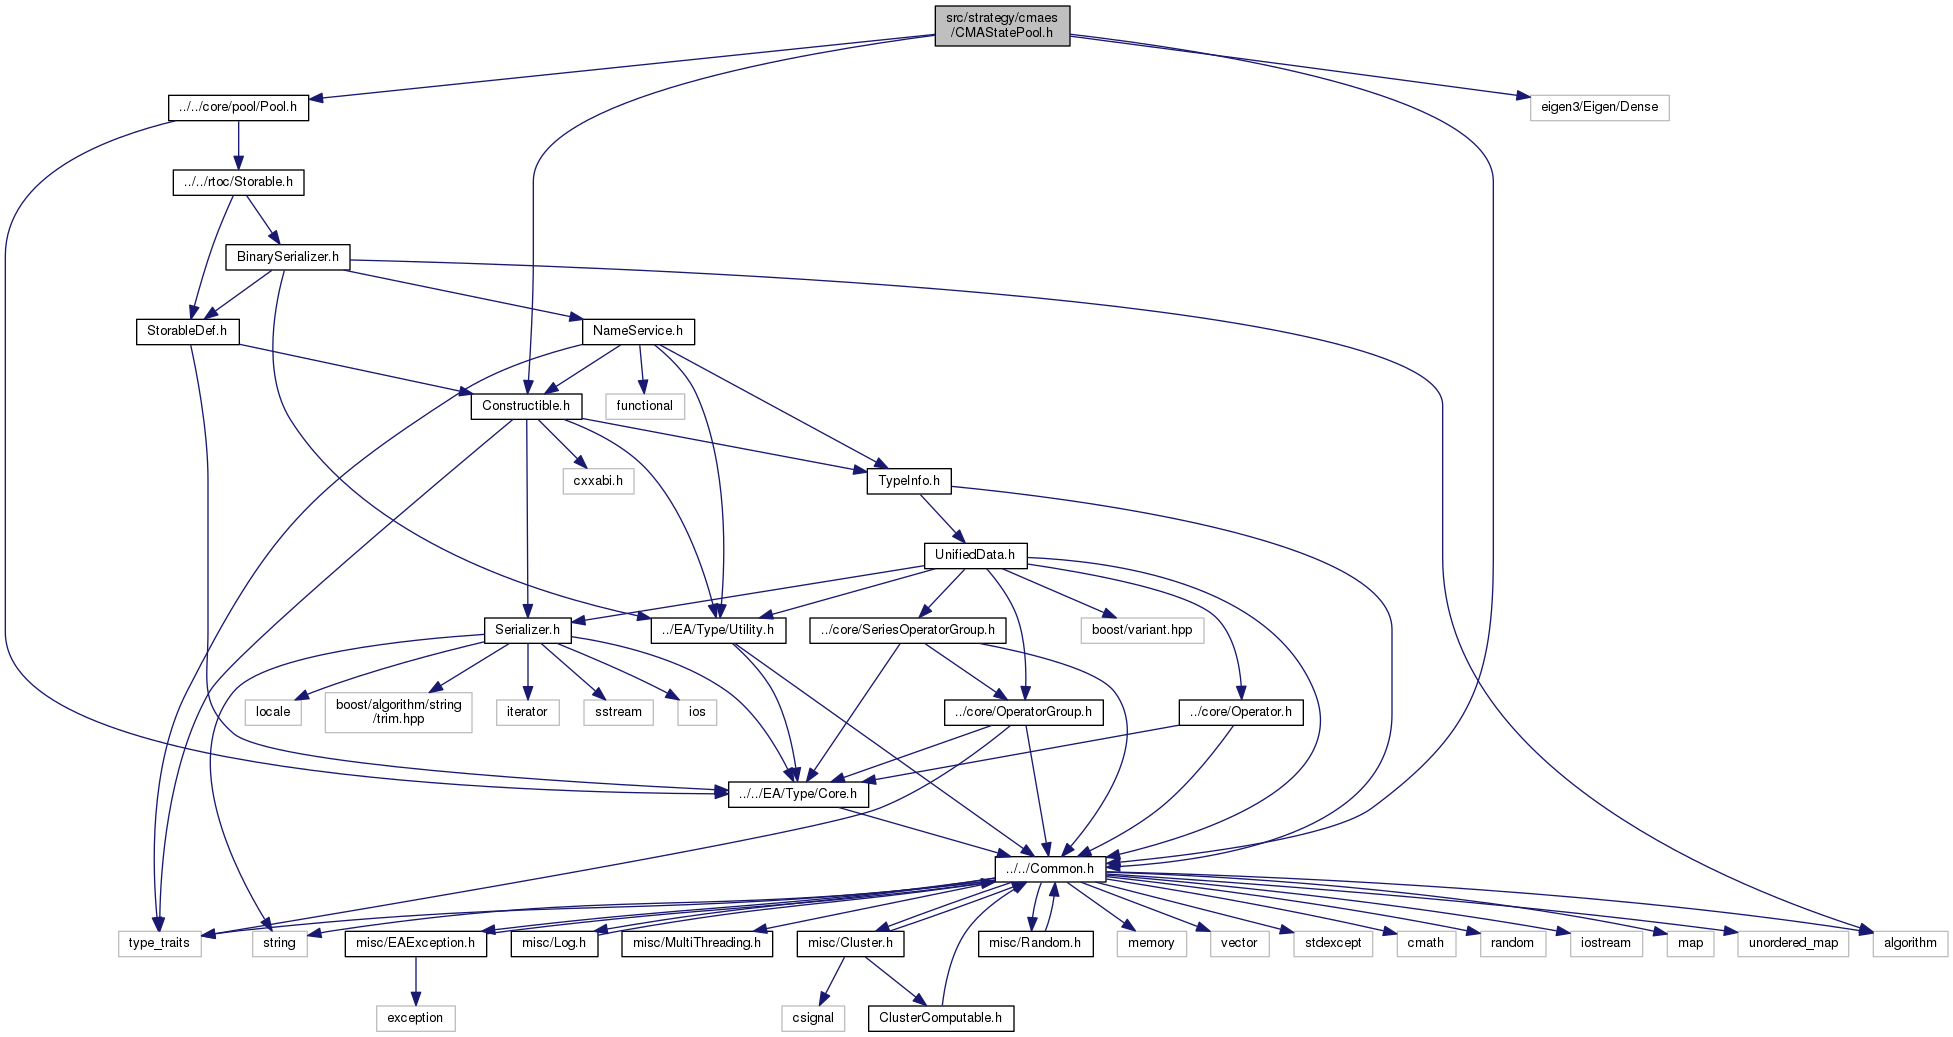 src/strategy/cmaes
/CMAStatePool.h
../../core/pool/Pool.h
eigen3/Eigen/Dense
../../rtoc/Storable.h
BinarySerializer.h
StorableDef.h
NameService.h
Constructible.h
functional
cxxabi.h
TypeInfo.h
UnifiedData.h
Serializer.h
../EA/Type/Utility.h
../core/SeriesOperatorGroup.h
boost/variant.hpp
locale
boost/algorithm/string
/trim.hpp
iterator
sstream
ios
../core/OperatorGroup.h
../core/Operator.h
../../EA/Type/Core.h
../../Common.h
type_traits
string
misc/EAException.h
misc/Log.h
misc/MultiThreading.h
misc/Cluster.h
misc/Random.h
memory
vector
stdexcept
cmath
random
iostream
map
unordered_map
algorithm
exception
csignal
ClusterComputable.h